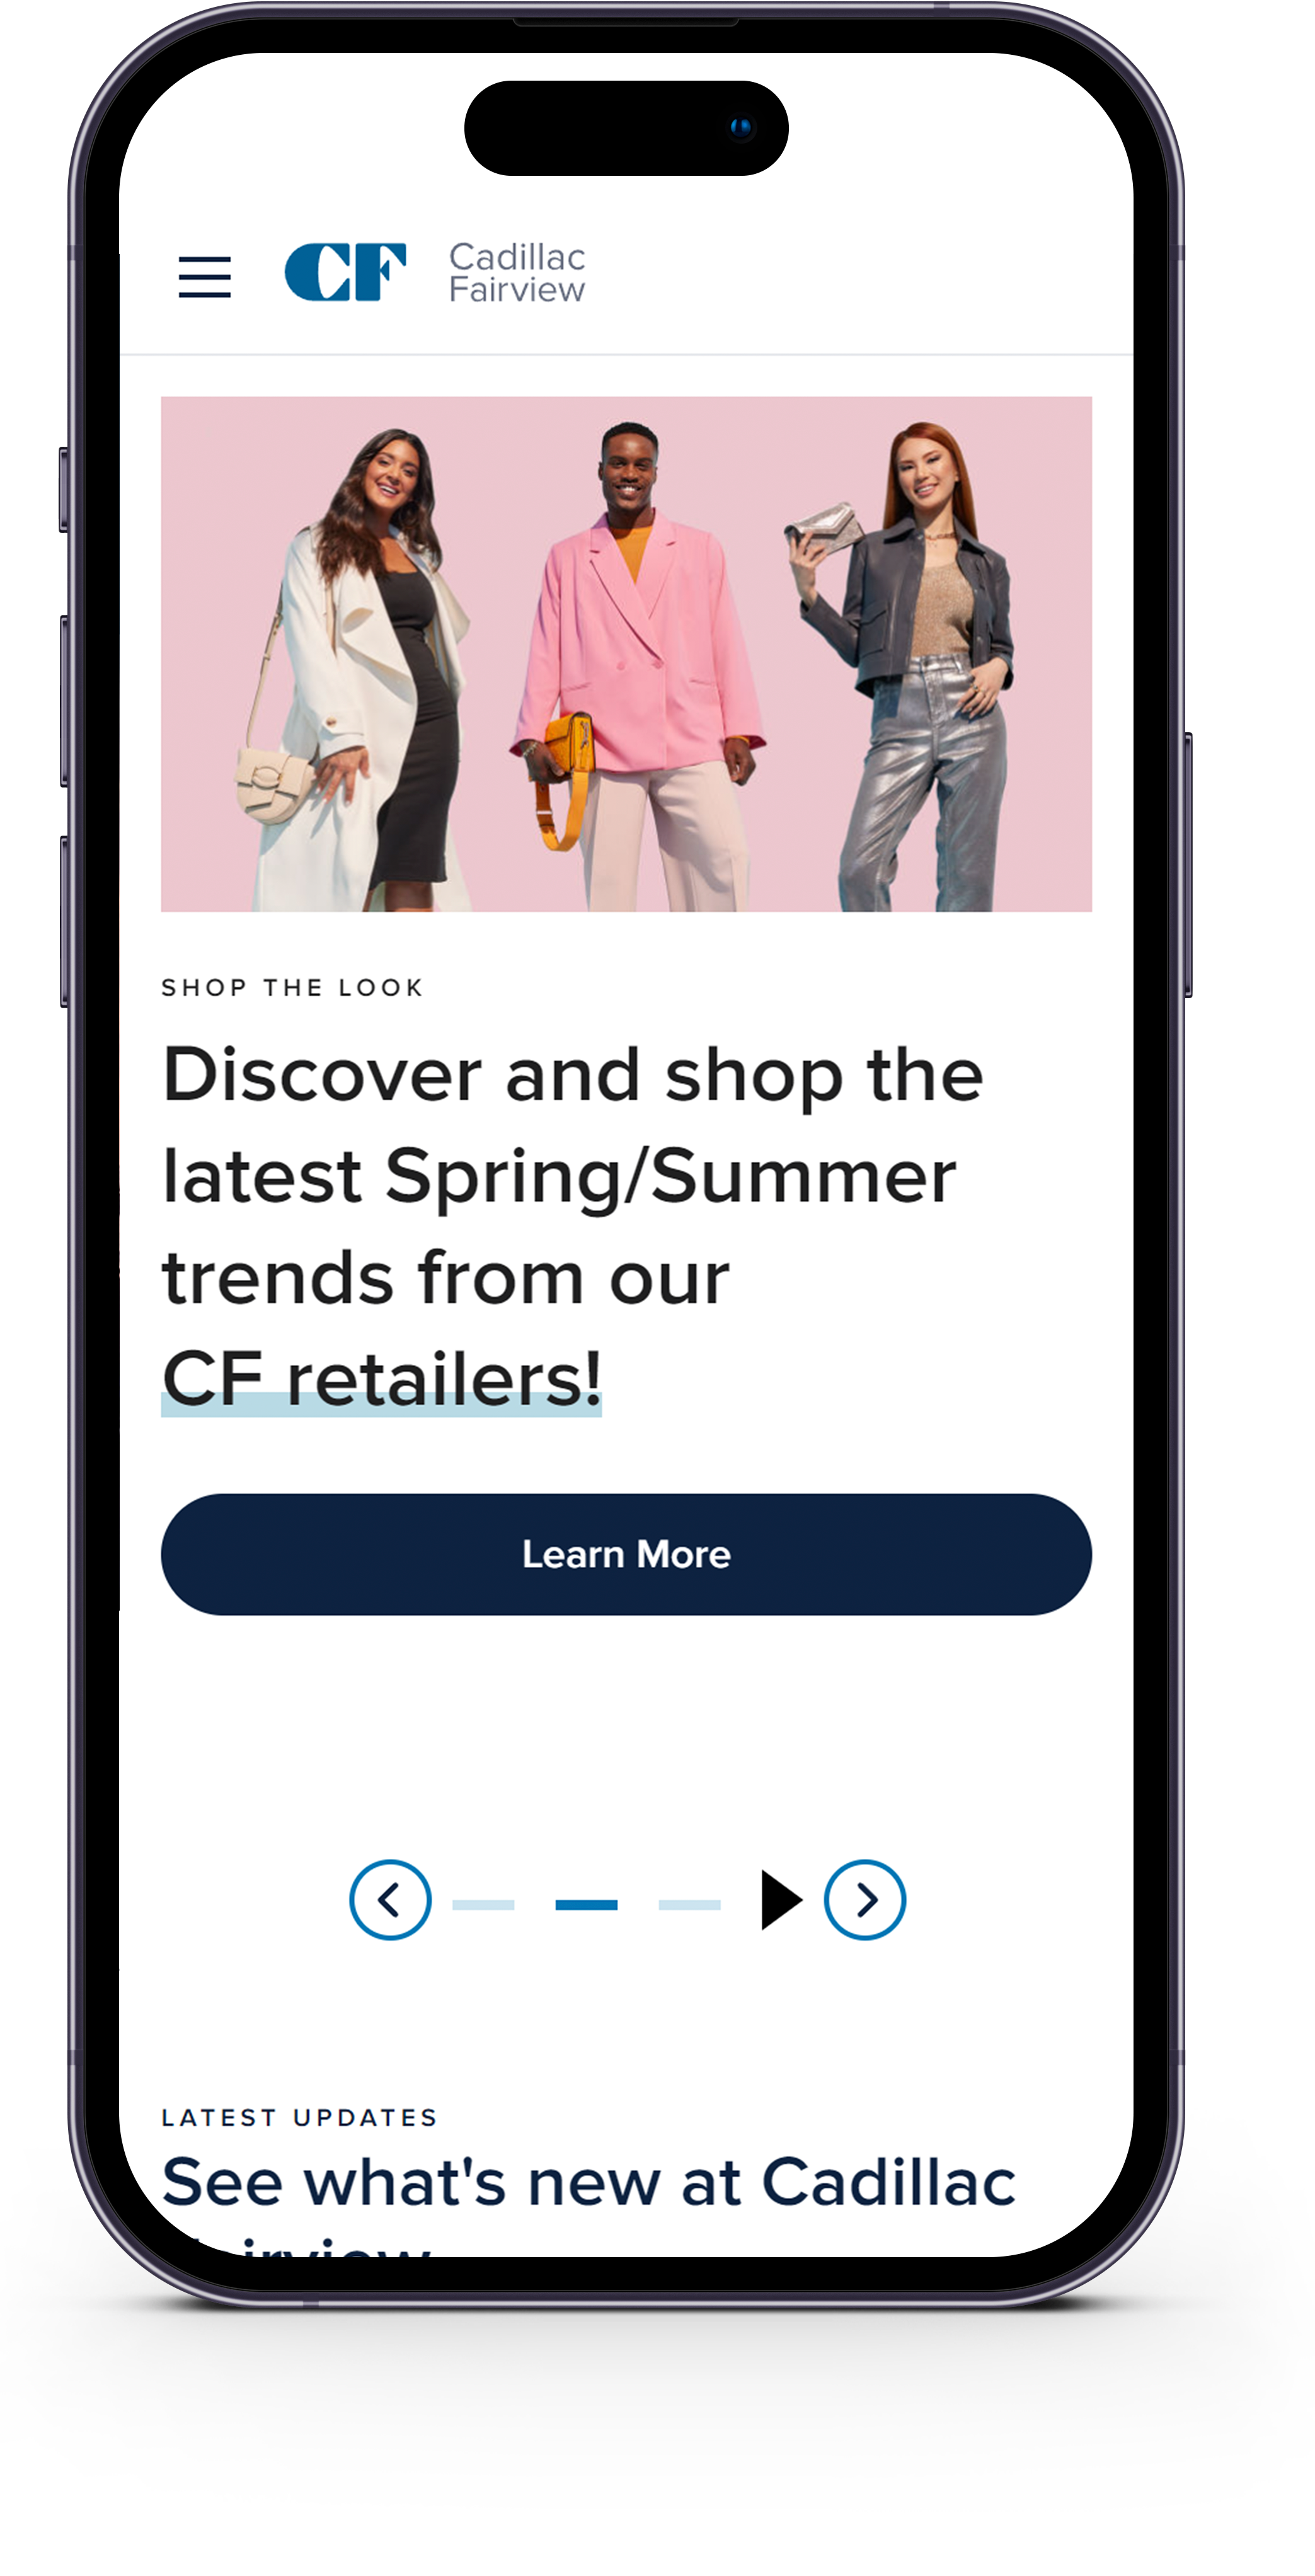 CF
Cadillac
Fairview
SHOP THE LOOK
Discover and shop the
latest Spring/Summer
trends from our
CF retailers!
Learn More
LATEST UPDATES
See what's new at Cadillac
Fairview